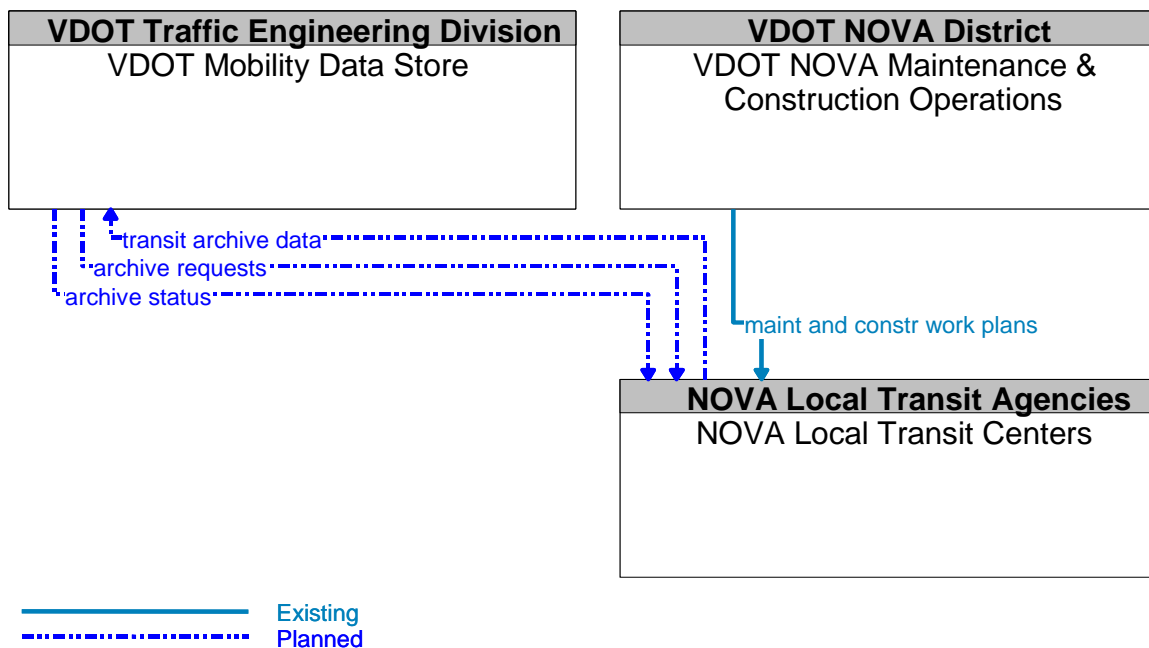 VDOT Traffic Engineering Division
VDOT Mobility Data Store
VDOT NOVA District
VDOT NOVA Maintenance &
Construction Operations
transit archive data
archive requests
archive status
maint and constr work plans
NOVA Local Transit Agencies
NOVA Local Transit Centers
Existing
Planned